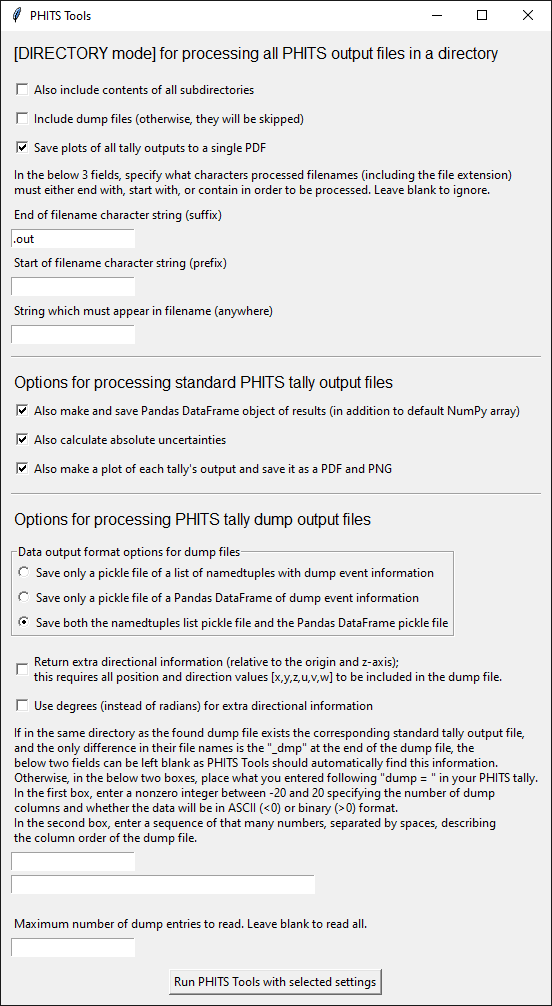 PHITS Tools
[DIRECTORY mode] for processing all PHITS output files in a directory
Also include contents of all subdirectories
Include dump files (otherwise, they will be skipped)
Save plots of all tally outputs to a single PDF
In the below 3 fields, specify what characters processed filenames (including the file extension)
must either end with, start with, or contain in order to be processed. Leave blank to ignore.
End of filename character string (suffix)
.out
Start of filename character string (prefix)
String which must appear in filename (anywhere)
Options for processing standard PHITS tally output files
Also make and save Pandas DataFrame object of results (in addition to default NumPy array)
Also calculate absolute uncertainties
Also make a plot of each tally's output and save it as a PDF and PNG
Options for processing PHITS tally dump output files
Data output format options for dump files
Save only a pickle file of a list of namedtuples with dump event information
Save only a pickle file of a Pandas DataFrame of dump event information
Save both the namedtuples list pickle file and the Pandas DataFrame pickle file
Return extra directional information (relative to the origin and z-axis);
this requires all position and direction values [x,y,z,u,v,w] to be included in the dump file.
Use degrees (instead of radians) for extra directional information
If in the same directory as the found dump file exists the corresponding standard tally output file,
and the only difference in their file names is the "_dmp" at the end of the dump file, the
below two fields can be left blank as PHITS Tools should automatically find this information.
Otherwise, in the below two boxes, place what you entered following "dump = " in your PHITS tally.
In the first box, enter a nonzero integer between -20 and 20 specifying the number of dump
columns and whether the data will be in ASCII (<0) or binary (>0) format.
In the second box, enter a sequence of that many numbers, separated by spaces, describing
the column order of the dump file.
Maximum number of dump entries to read. Leave blank to read all.
Run PHITS Tools with selected settings